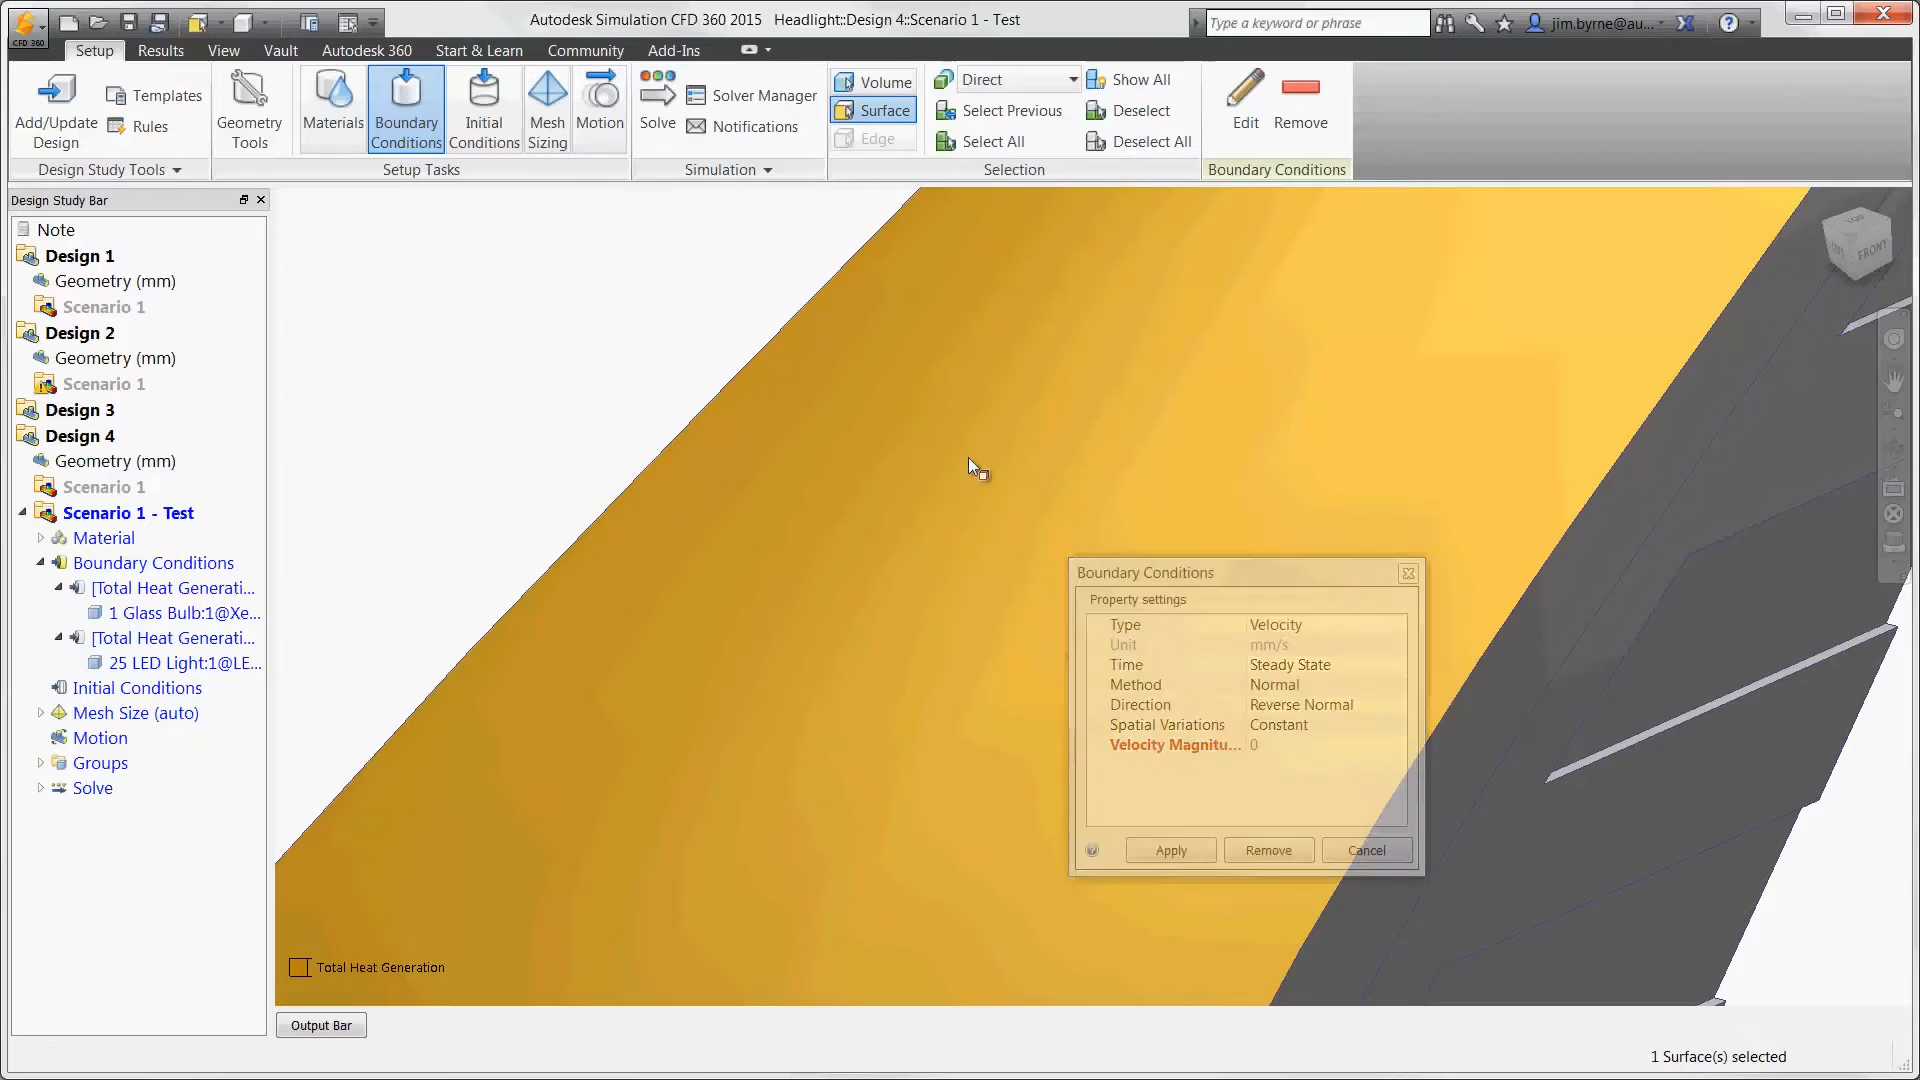 Autodesk Simulation CFD 360 2015 Headlight::Design 4::Scenario 1 - Test
Type a keyword or phrase
jim.byrne@au...
CFD 360
Setup Results View Vault Autodesk 360 Start & Learn Community Add-Ins
Add/Update Design
Templates
Rules
Geometry Tools
Materials
Boundary Conditions
Initial Conditions
Mesh Sizing
Motion
Solve
Solver Manager
Notifications
Volume
Surface
Edge
Direct
Select Previous
Select All
Show All
Deselect
Deselect All
Edit
Remove
Design Study Tools
Setup Tasks
Simulation
Selection
Boundary Conditions
Design Study Bar
Note
Design 1
Geometry (mm)
Scenario 1
Design 2
Geometry (mm)
Scenario 1
Design 3
Design 4
Geometry (mm)
Scenario 1
Scenario 1 - Test
Material
Boundary Conditions
[Total Heat Generati...
1 Glass Bulb:1@Xe...
[Total Heat Generati...
25 LED Light:1@LE...
Initial Conditions
Mesh Size (auto)
Motion
Groups
Solve
TOP
FRONT
Boundary Conditions
Property settings
Type Velocity
Unit mm/s
Time Steady State
Method Normal
Direction Reverse Normal
Spatial Variations Constant
Velocity Magnitu... 0
Apply Remove Cancel
Total Heat Generation
Output Bar
1 Surface(s) selected